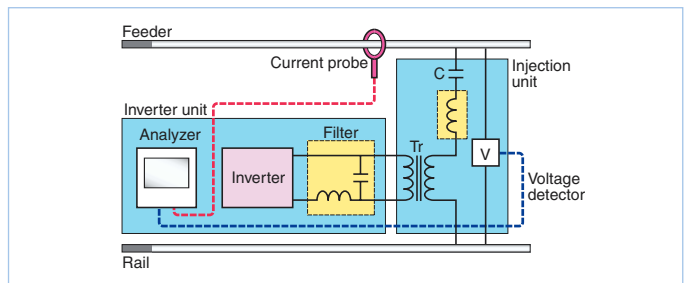 Feeder
Current probe
C
Injection
unit
Inverter unit
Analyzer
Filter
Tr
Inverter
V
Voltage
detector
Rail